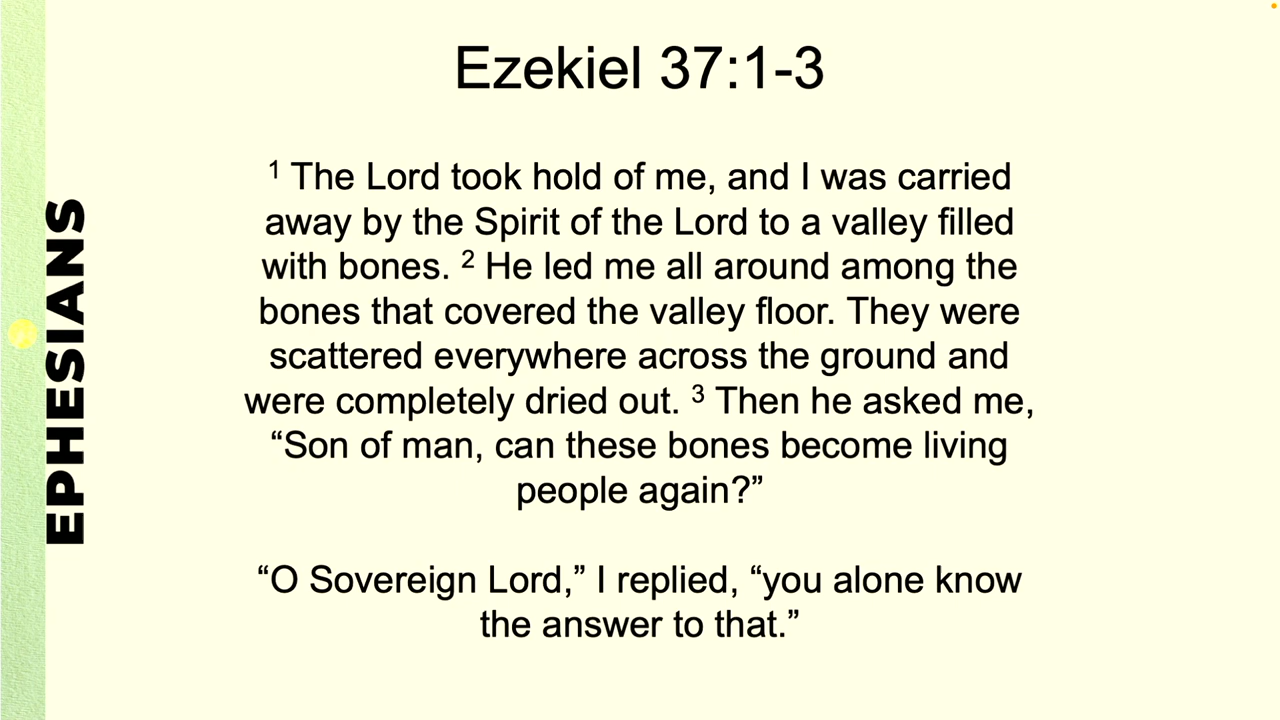 Ezekiel 37:1-3
¹ The Lord took hold of me, and I was carried
away by the Spirit of the Lord to a valley filled
with bones. ² He led me all around among the
bones that covered the valley floor. They were
scattered everywhere across the ground and
were completely dried out. ³ Then he asked me,
“Son of man, can these bones become living
people again?”
“O Sovereign Lord,” I replied, “you alone know
the answer to that.”
EPHESIANS